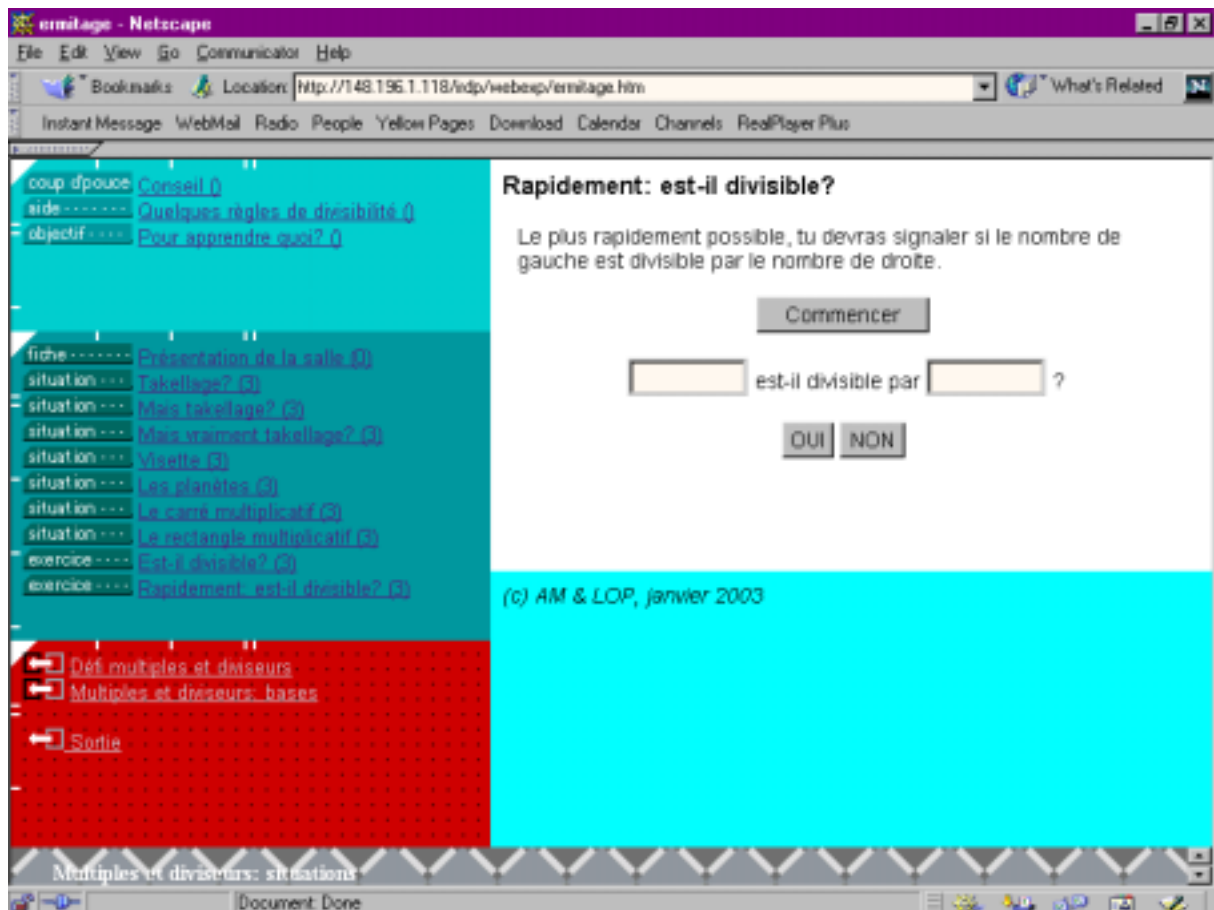 ermitage - Netscape
File Edit View Go Communicator Help
Bookmarks Location: http://148.196.1.118/irdp/webexp/ermitage.htm What's Related N
Instant Message WebMail Radio People Yellow Pages Download Calendar Channels RealPlayer Plus
coup d'pouce Conseil ()
aide ------- Quelques règles de divisibilité ()
objectif ---- Pour apprendre quoi? ()
fiche ------- Présentation de la salle (0)
situation --- Takellage? (3)
situation --- Mais takellage? (3)
situation --- Mais vraiment takellage? (3)
situation --- Visette (3)
situation --- Les planètes (3)
situation --- Le carré multiplicatif (3)
situation --- Le rectangle multiplicatif (3)
exercice ---- Est-il divisible? (3)
exercice ---- Rapidement: est-il divisible? (3)
Défi multiples et diviseurs
Multiples et diviseurs: bases
Sortie
Rapidement: est-il divisible?
Le plus rapidement possible, tu devras signaler si le nombre de
gauche est divisible par le nombre de droite.
Commencer
est-il divisible par ?
OUI NON
(c) AM & LOP, janvier 2003
Multiples et diviseurs: situations
Document: Done